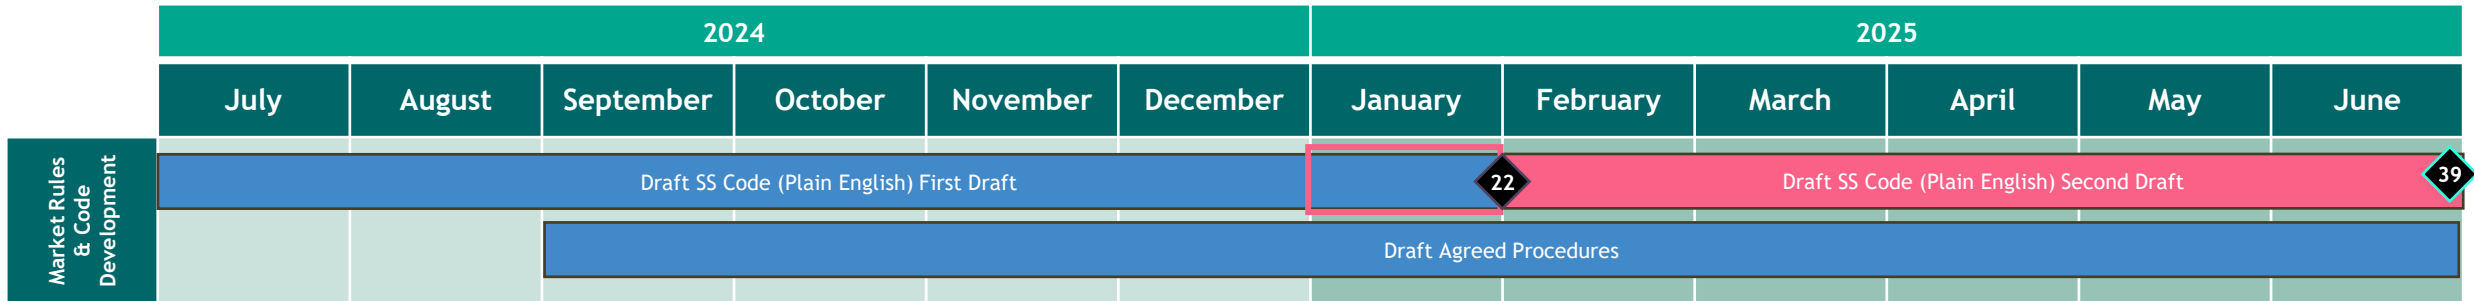 2024 2025
July August September October November December January February March April May June
Market Rules
& Code
Development
Draft SS Code (Plain English) First Draft 22 Draft SS Code (Plain English) Second Draft 39
Draft Agreed Procedures